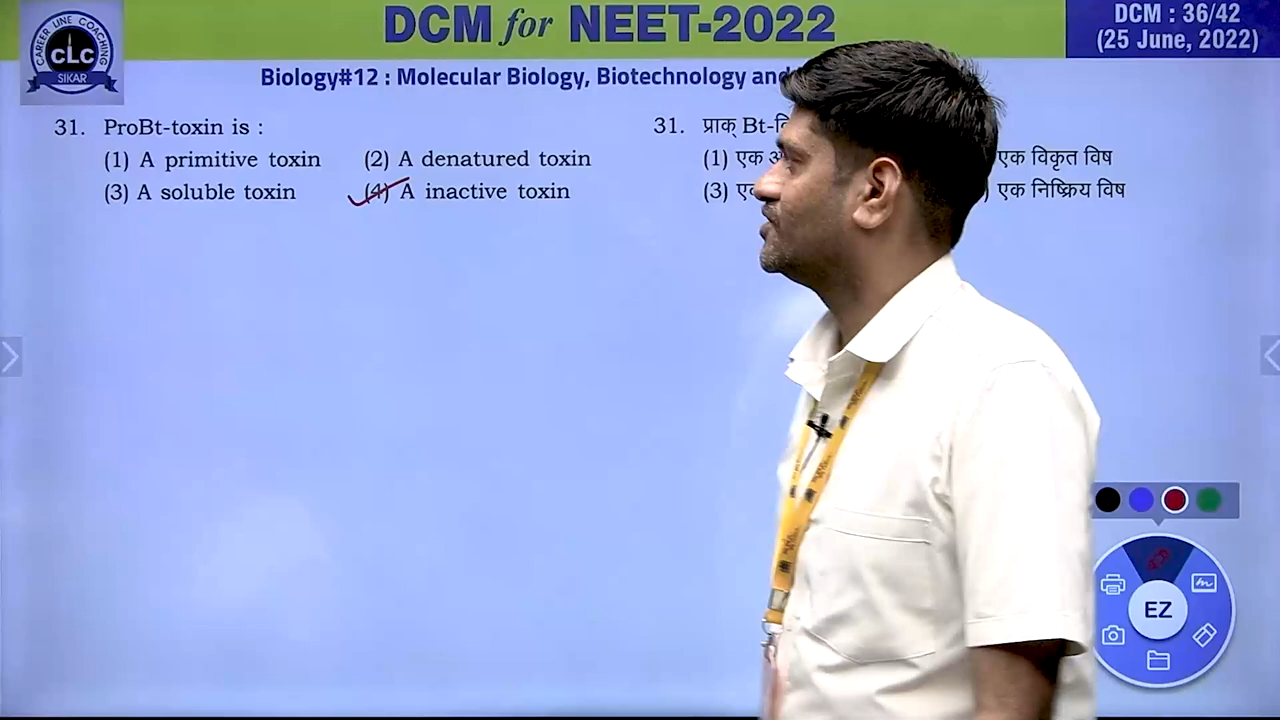 DCM for NEET-2022
DCM : 36/42
(25 June, 2022)
CAREER LINE COACHING
CLC
SIKAR
Biology#12 : Molecular Biology, Biotechnology and
31. ProBt-toxin is :
(1) A primitive toxin (2) A denatured toxin
(3) A soluble toxin (4) A inactive toxin
31. प्राक् Bt-
(1) एक एक विकृत विष
(3) एक निष्क्रिय विष
EZ